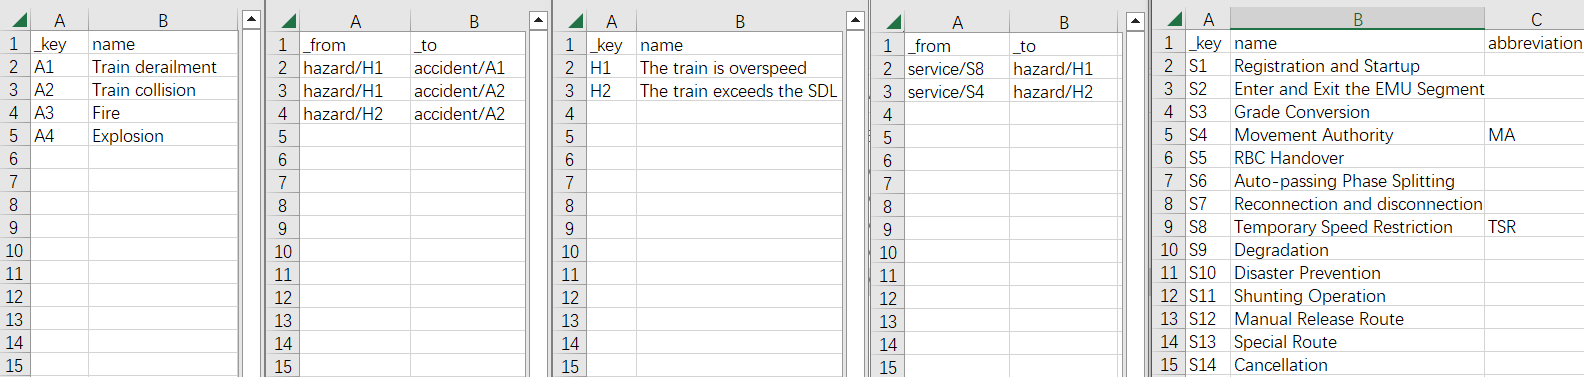 A B
1 _key name
2 A1 Train derailment
3 A2 Train collision
4 A3 Fire
5 A4 Explosion
6
7
8
9
10
11
12
13
14
15
A B
1 _from _to
2 hazard/H1 accident/A1
3 hazard/H1 accident/A2
4 hazard/H2 accident/A2
5
6
7
8
9
10
11
12
13
14
15
A B
1 _key name
2 H1 The train is overspeed
3 H2 The train exceeds the SDL
4
5
6
7
8
9
10
11
12
13
14
15
A B
1 _from _to
2 service/S8 hazard/H1
3 service/S4 hazard/H2
4
5
6
7
8
9
10
11
12
13
14
15
A B C
1 _key name abbreviation
2 S1 Registration and Startup
3 S2 Enter and Exit the EMU Segment
4 S3 Grade Conversion
5 S4 Movement Authority MA
6 S5 RBC Handover
7 S6 Auto-passing Phase Splitting
8 S7 Reconnection and disconnection
9 S8 Temporary Speed Restriction TSR
10 S9 Degradation
11 S10 Disaster Prevention
12 S11 Shunting Operation
13 S12 Manual Release Route
14 S13 Special Route
15 S14 Cancellation